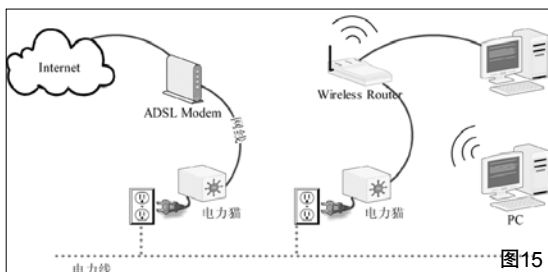 Internet
ADSL Modem
网线
电力猫
Wireless Router
电力猫
PC
电力线
图15